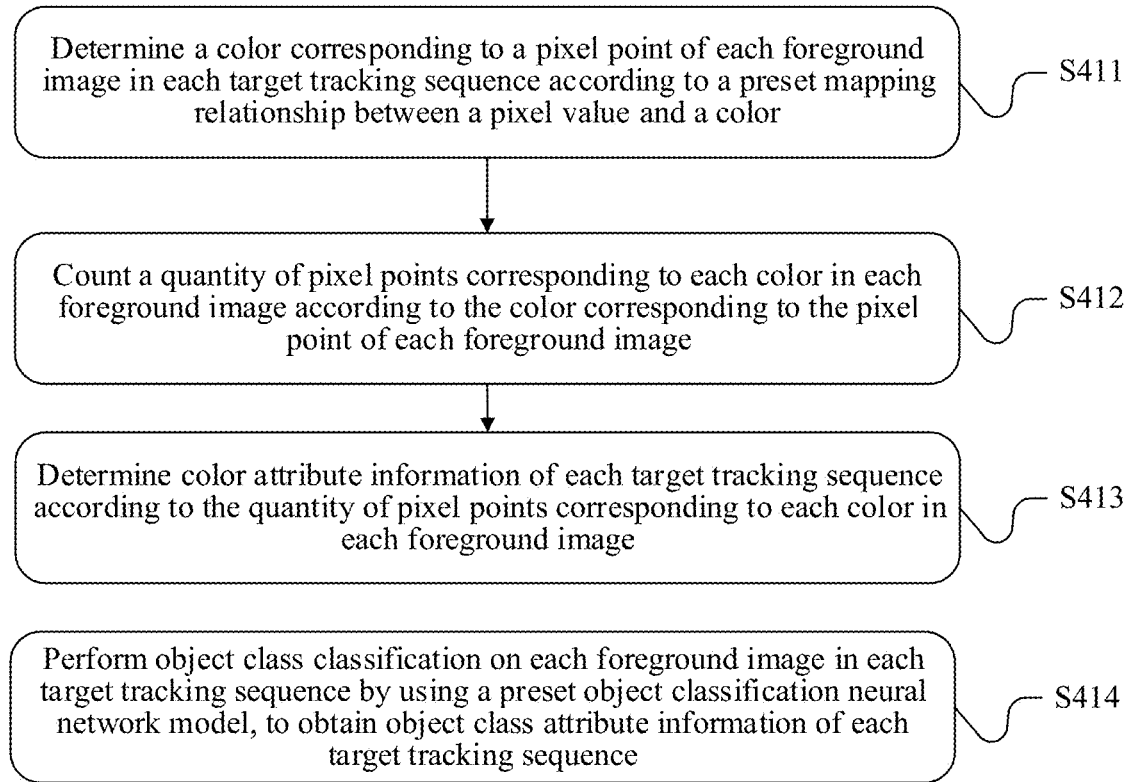 Determine a color corresponding to a pixel point of each foreground
image in each target tracking sequence according to a preset mapping
relationship between a pixel value and a color
S411
Count a quantity of pixel points corresponding to each color in each
foreground image according to the color corresponding to the pixel
point of each foreground image
S412
Determine color attribute information of each target tracking sequence
according to the quantity of pixel points corresponding to each color in
each foreground image
S413
Perform object class classification on each foreground image in each
target tracking sequence by using a preset object classification neural
network model, to obtain object class attribute information of each
target tracking sequence
S414